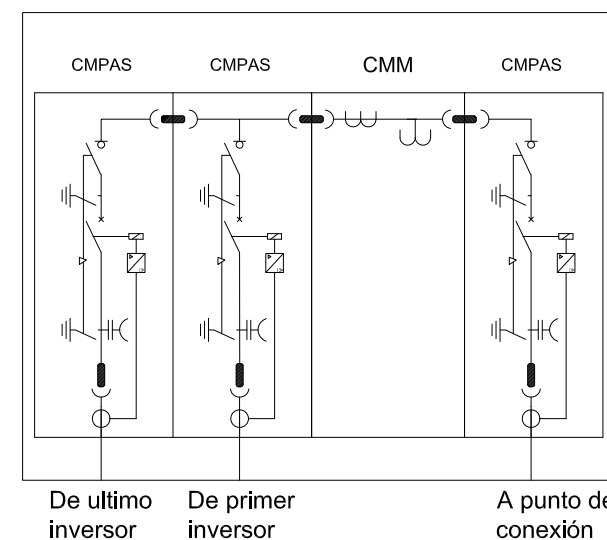 CMPAS CMPAS CMM CMPAS
De ultimo
inversor
De primer
inversor
A punto de
conexión